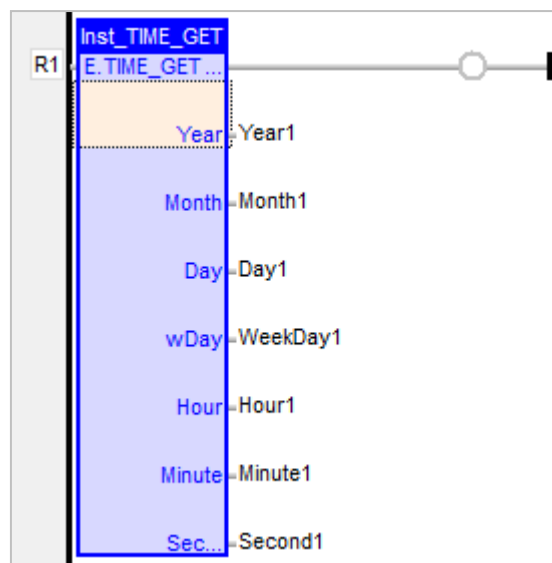 Inst_TIME_GET
R1 E.TIME_GET ...
Year Year1
Month Month1
Day Day1
wDay WeekDay1
Hour Hour1
Minute Minute1
Sec... Second1